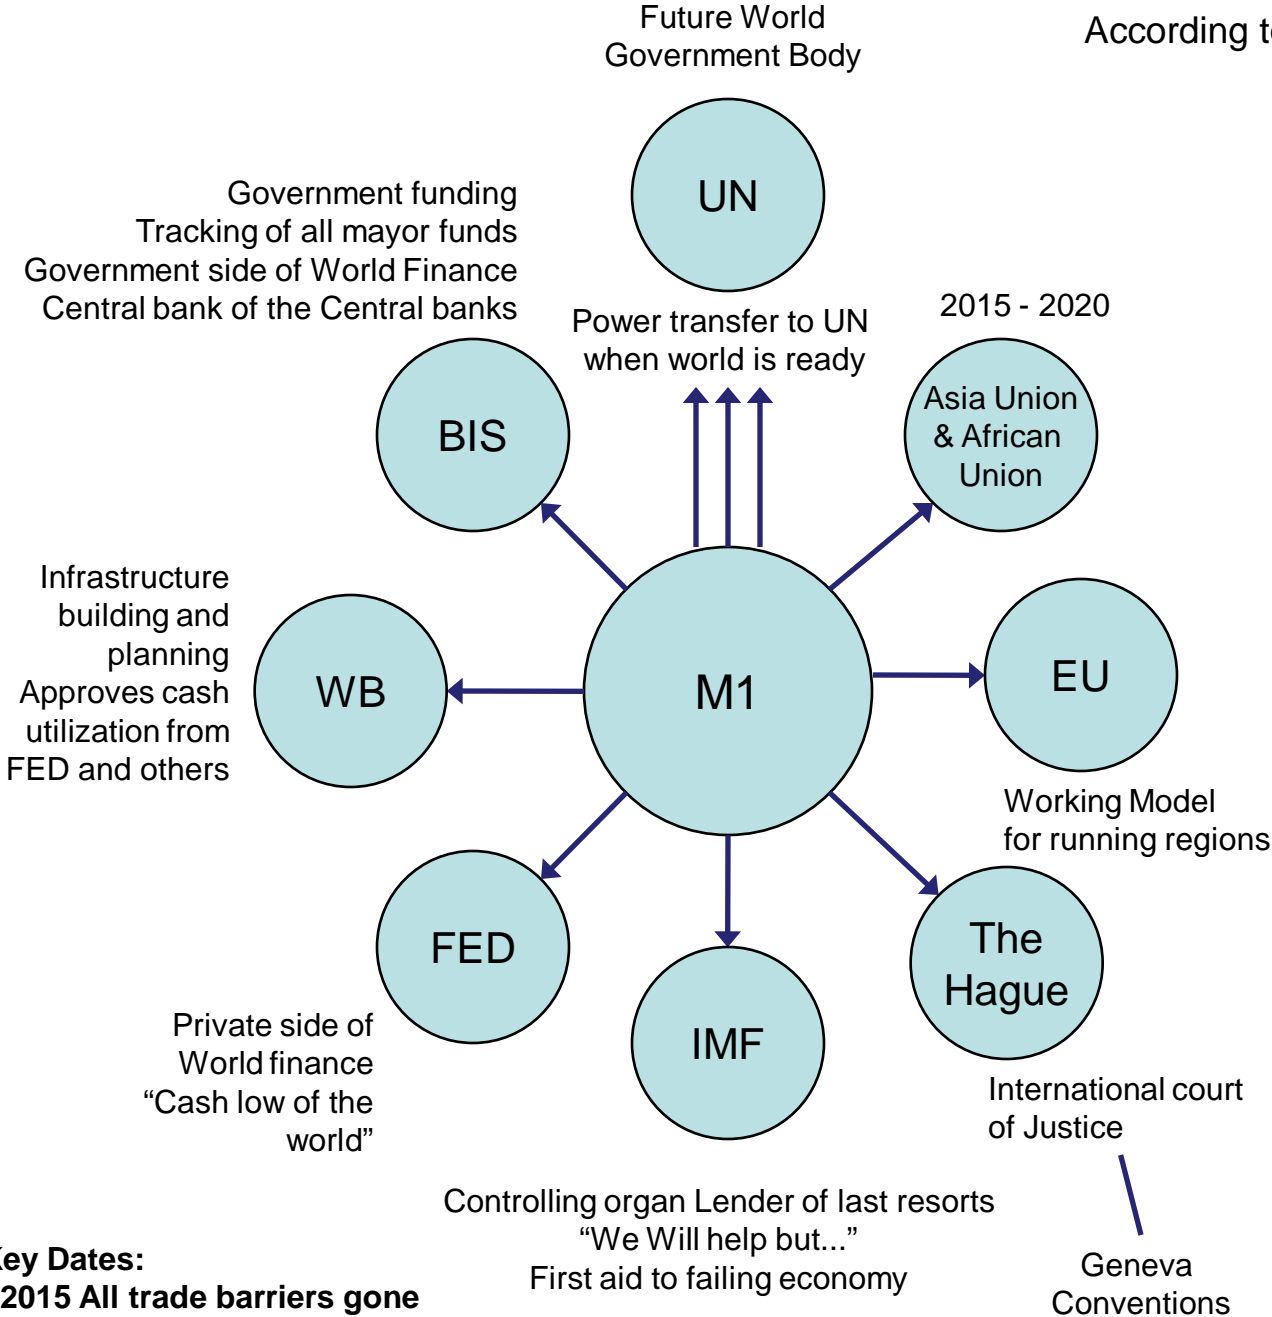 Future World
Government Body
According to
UN
Government funding
Tracking of all mayor funds
Government side of World Finance
Central bank of the Central banks
Power transfer to UN
when world is ready
2015 - 2020
BIS
Asia Union
& African
Union
Infrastructure
building and
planning
Approves cash
utilization from
FED and others
WB
M1
EU
Working Model
for running regions
FED
IMF
The
Hague
Private side of
World finance
“Cash low of the
world”
International court
of Justice
Controlling organ Lender of last resorts
“We Will help but...”
First aid to failing economy
Geneva
Conventions
Key Dates:
2015 All trade barriers gone